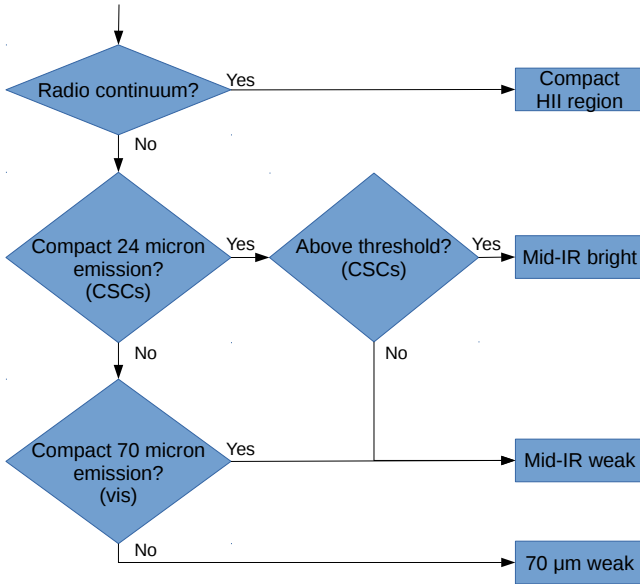 Radio continuum?
Yes
Compact
HII region
No
Compact 24 micron
emission?
(CSCs)
Yes
Above threshold?
(CSCs)
Yes
Mid-IR bright
No
No
Compact 70 micron
emission?
(vis)
Yes
Mid-IR weak
No
70 μm weak